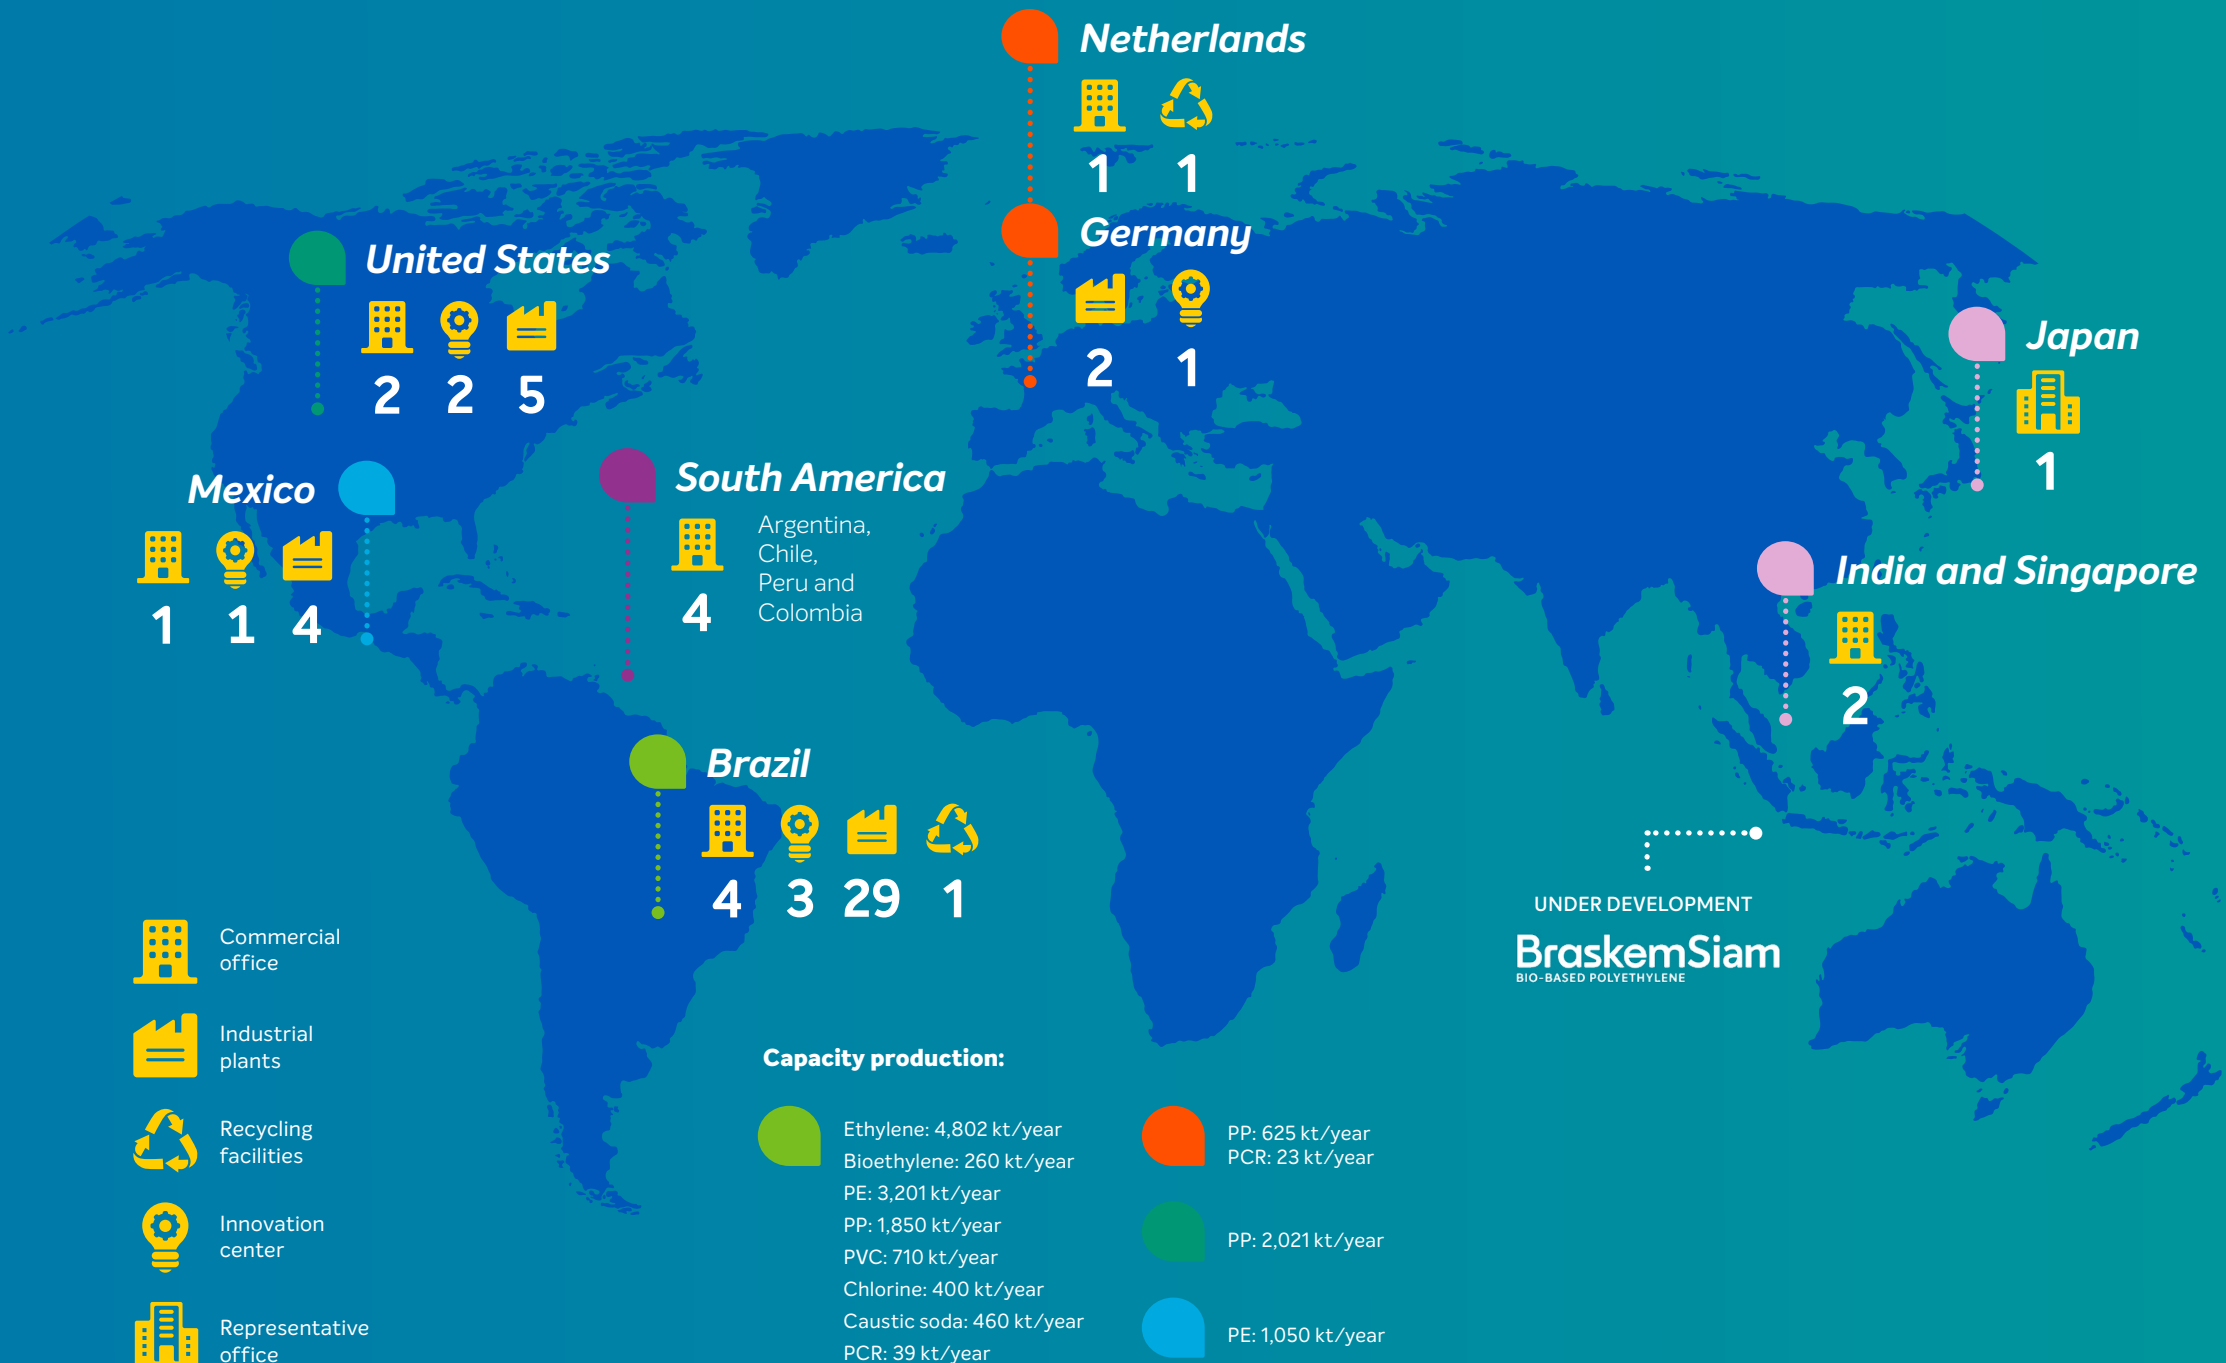 Netherlands
1 1
Germany
2 1
United States
2 2 5
Japan
1
Mexico
1 1 4
South America
Argentina,
Chile,
Peru and
Colombia
4
India and Singapore
2
Brazil
4 3 29 1
UNDER DEVELOPMENT
BraskemSiam
BIO-BASED POLYETHYLENE
Commercial
office
Industrial
plants
Recycling
facilities
Innovation
center
Representative
office
Capacity production:
Ethylene: 4,802 kt/year
Bioethylene: 260 kt/year
PE: 3,201 kt/year
PP: 1,850 kt/year
PVC: 710 kt/year
Chlorine: 400 kt/year
Caustic soda: 460 kt/year
PCR: 39 kt/year
PP: 625 kt/year
PCR: 23 kt/year
PP: 2,021 kt/year
PE: 1,050 kt/year